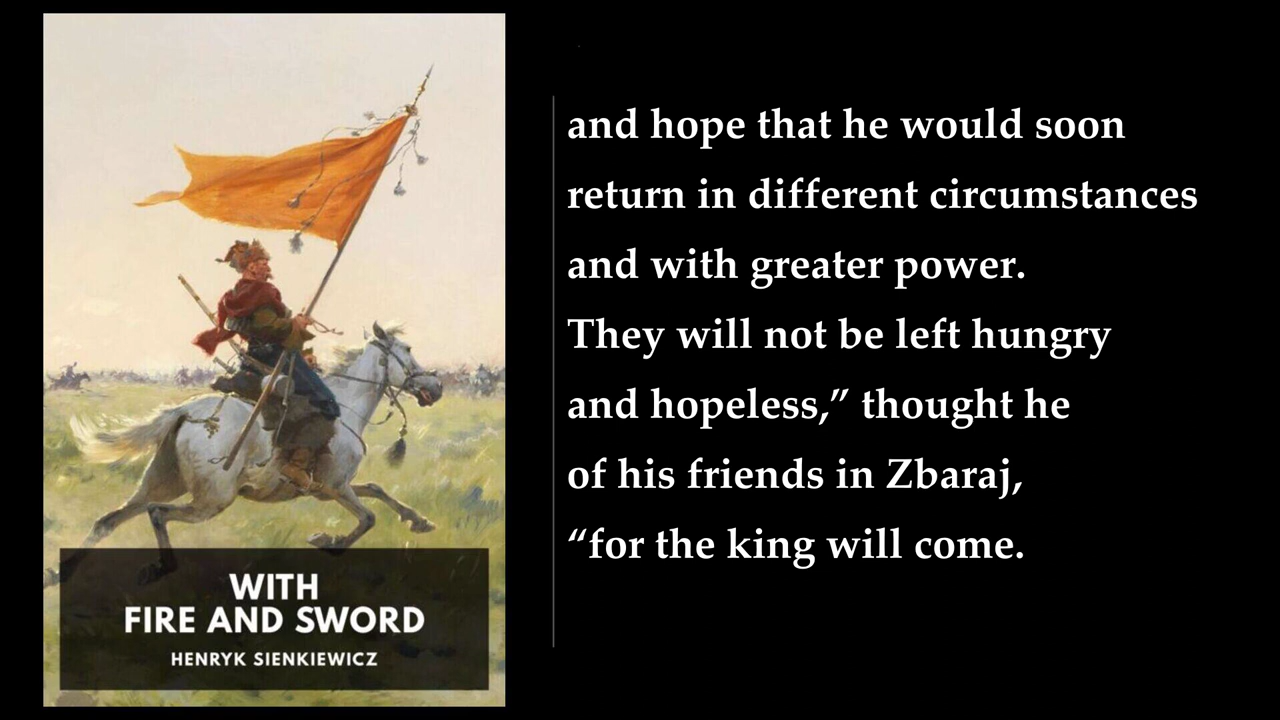 WITH
FIRE AND SWORD
HENRYK SIENKIEWICZ
and hope that he would soon
return in different circumstances
and with greater power.
They will not be left hungry
and hopeless,” thought he
of his friends in Zbaraj,
“for the king will come.